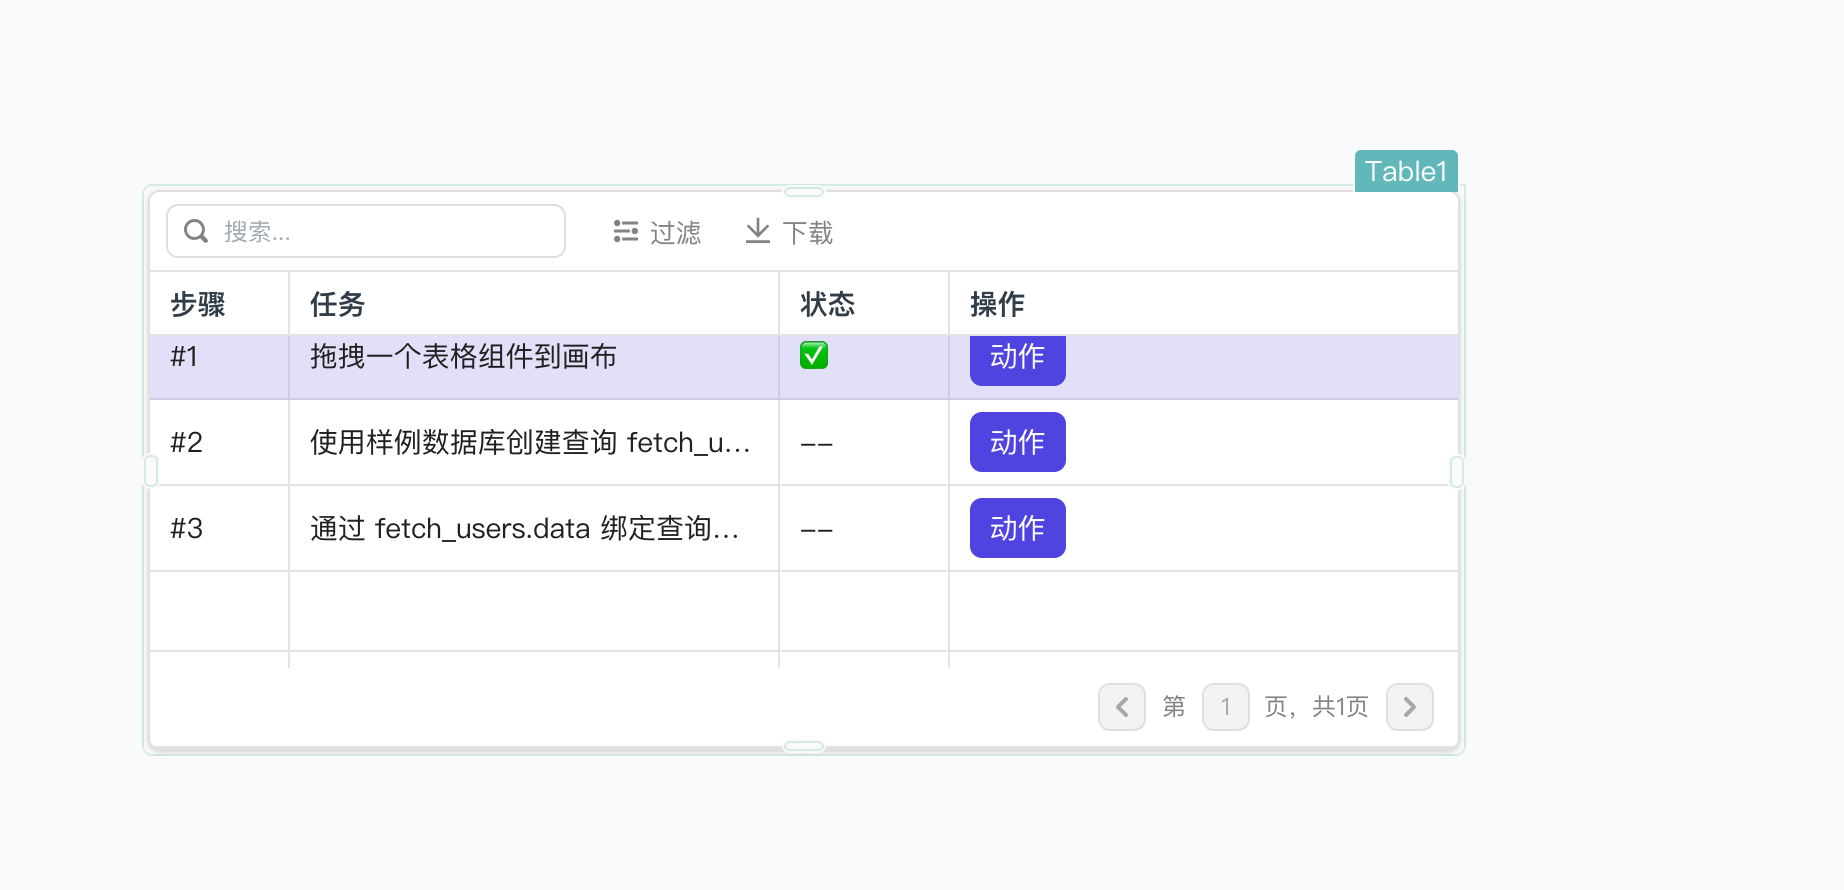 Table1
搜索... 过滤 下载
步骤 任务 状态 操作
#1 拖拽一个表格组件到画布 ✅ 动作
#2 使用样例数据库创建查询 fetch_u... -- 动作
#3 通过 fetch_users.data 绑定查询... -- 动作
第 1 页，共1页